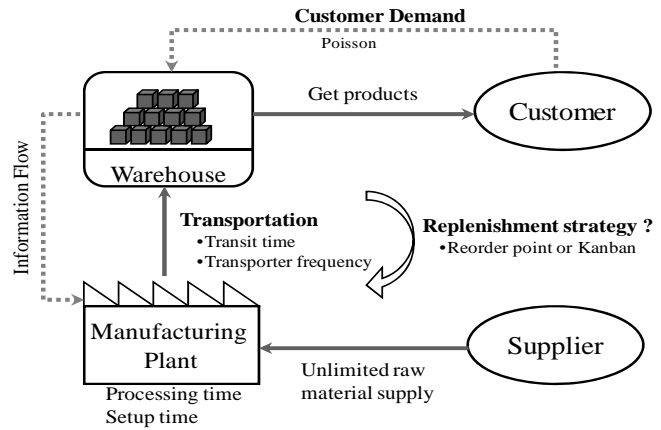 Customer Demand
Poisson
Get products
Customer
Warehouse
Information Flow
Transportation
•Transit time
•Transporter frequency
Replenishment strategy ?
•Reorder point or Kanban
Manufacturing
Plant
Supplier
Unlimited raw
material supply
Processing time
Setup time